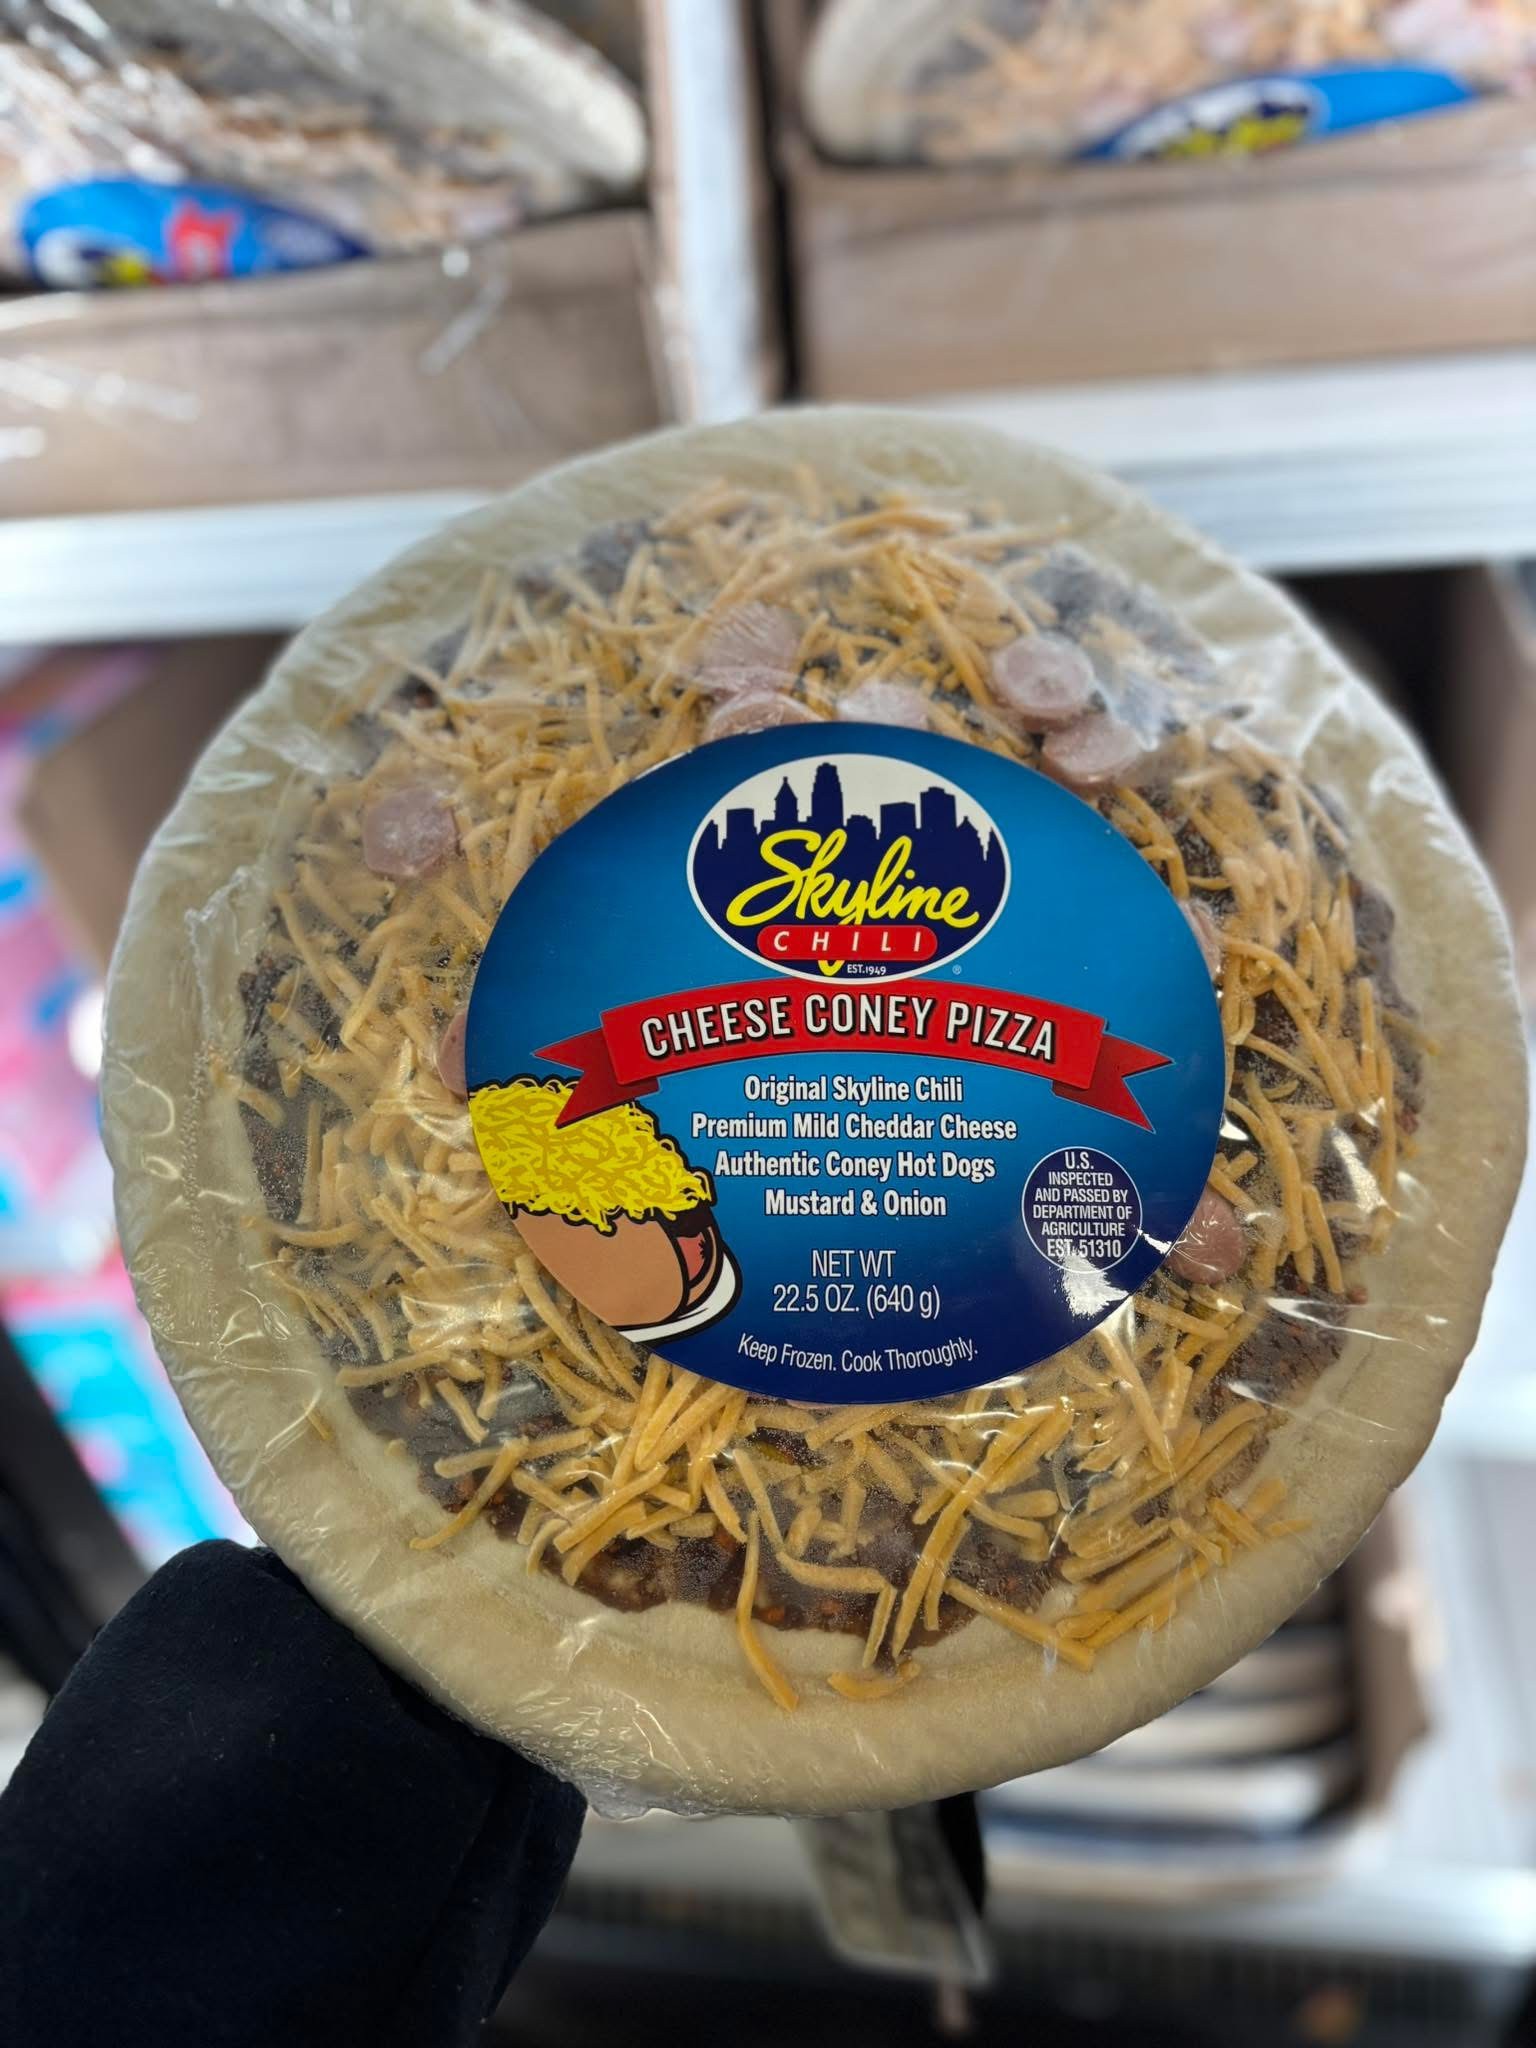 Skyline
CHILI
EST.1949
®
CHEESE CONEY PIZZA
Original Skyline Chili
Premium Mild Cheddar Cheese
Authentic Coney Hot Dogs
Mustard & Onion
U.S.
INSPECTED
AND PASSED BY
DEPARTMENT OF
AGRICULTURE
EST. 51310
NET WT
22.5 OZ. (640 g)
Keep Frozen. Cook Thoroughly.